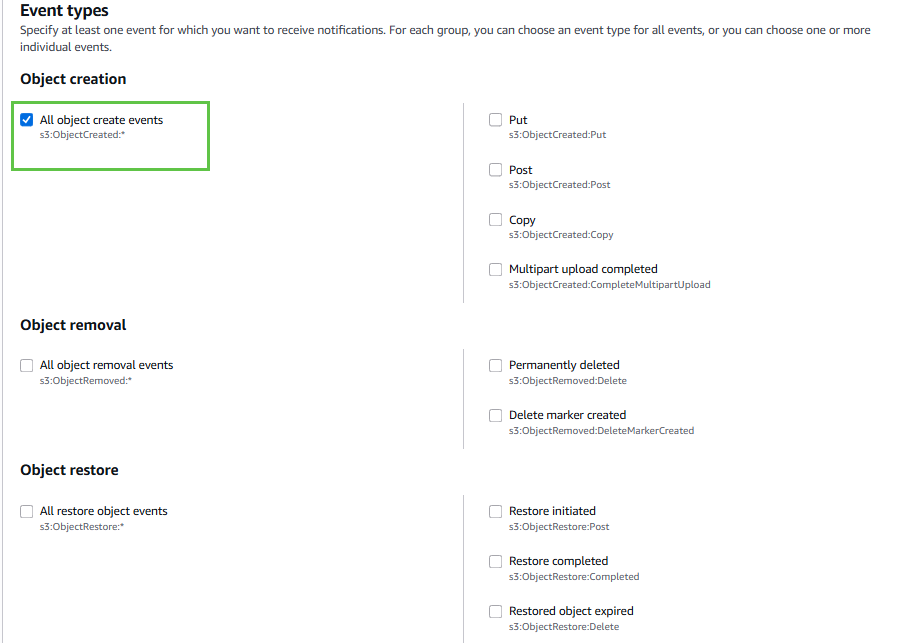 Event types
Specify at least one event for which you want to receive notifications. For each group, you can choose an event type for all events, or you can choose one or more
individual events.
Object creation
All object create events
s3:ObjectCreated:*
Put
s3:ObjectCreated:Put
Post
s3:ObjectCreated:Post
Copy
s3:ObjectCreated:Copy
Multipart upload completed
s3:ObjectCreated:CompleteMultipartUpload
Object removal
All object removal events
s3:ObjectRemoved:*
Permanently deleted
s3:ObjectRemoved:Delete
Delete marker created
s3:ObjectRemoved:DeleteMarkerCreated
Object restore
All restore object events
s3:ObjectRestore:*
Restore initiated
s3:ObjectRestore:Post
Restore completed
s3:ObjectRestore:Completed
Restored object expired
s3:ObjectRestore:Delete